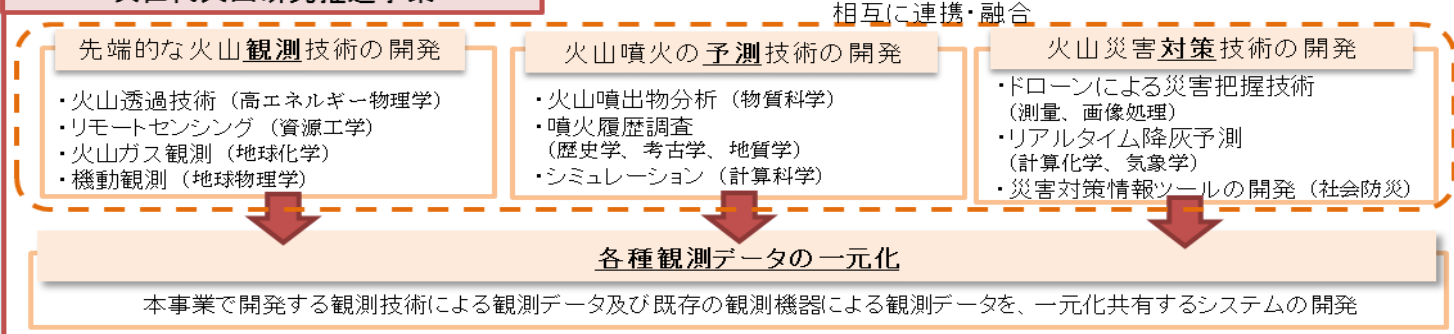 火山研究推進事業
相互に連携・融合
先端的な火山観測技術の開発
・火山透過技術（高エネルギー物理学）
・リモートセンシング（資源工学）
・火山ガス観測（地球化学）
・機動観測（地球物理学）
火山噴火の予測技術の開発
・火山噴出物分析（物質科学）
・噴火履歴調査
（歴史学、考古学、地質学）
・シミュレーション（計算科学）
火山災害対策技術の開発
・ドローンによる災害把握技術
（測量、画像処理）
・リアルタイム降灰予測
（計算化学、気象学）
・災害対策情報ツールの開発（社会防災）
各種観測データの一元化
本事業で開発する観測技術による観測データ及び既存の観測機器による観測データを、一元化共有するシステムの開発